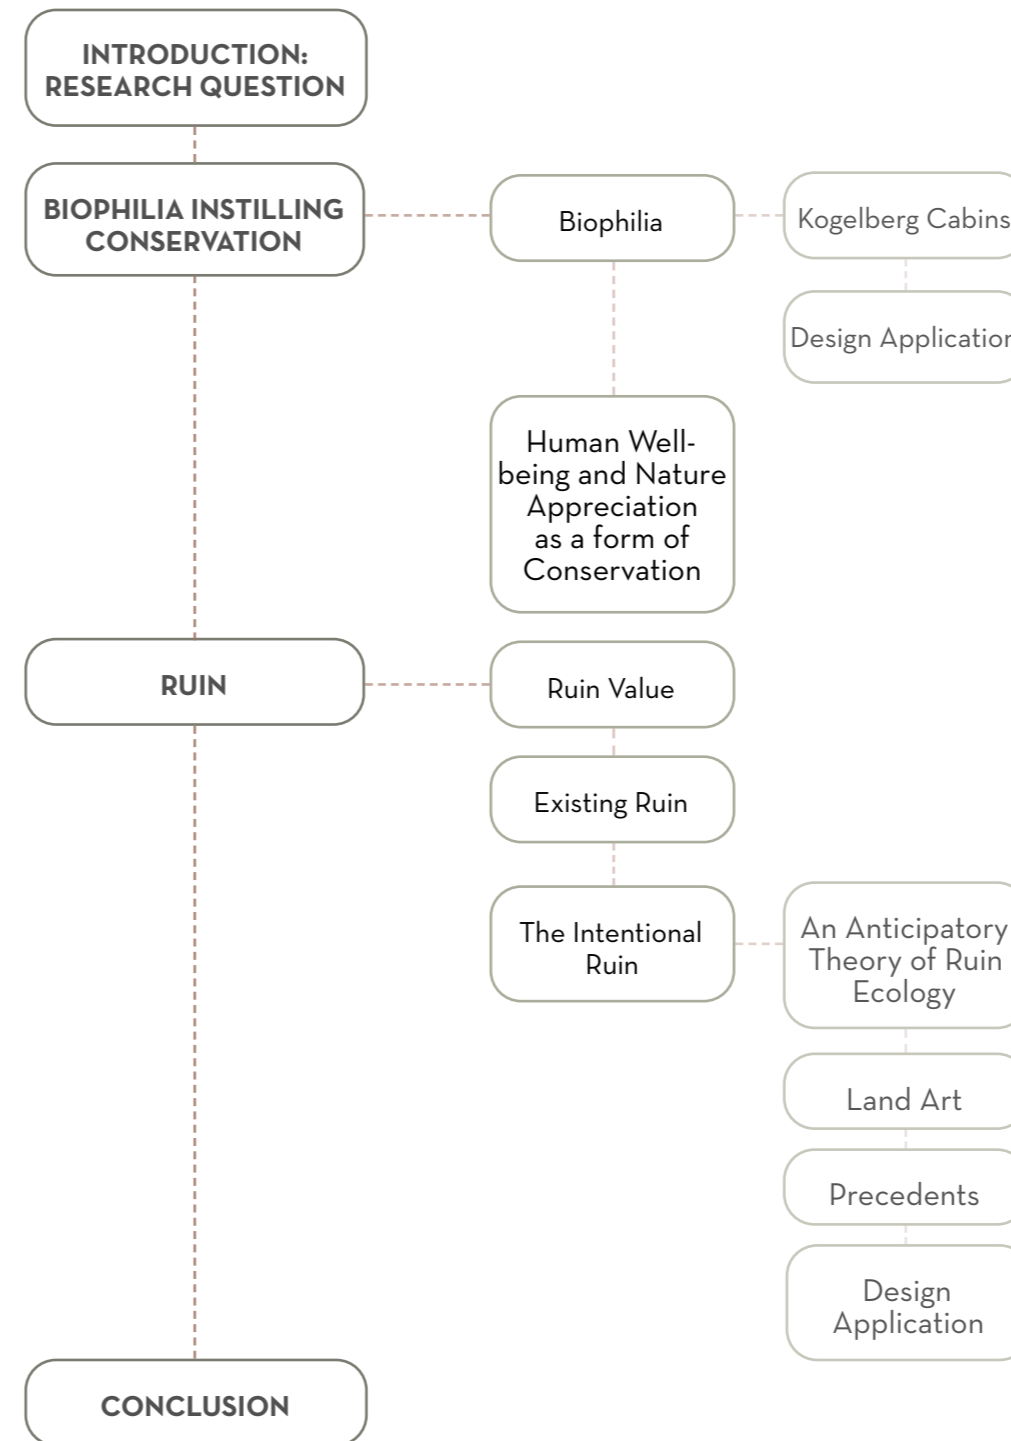 INTRODUCTION:
RESEARCH QUESTION
BIOPHILIA INSTILLING
CONSERVATION
Biophilia
Kogelberg Cabins
Design Application
Human Well-
being and Nature
Appreciation
as a form of
Conservation
RUIN
Ruin Value
Existing Ruin
The Intentional
Ruin
An Anticipatory
Theory of Ruin
Ecology
Land Art
Precedents
Design
Application
CONCLUSION